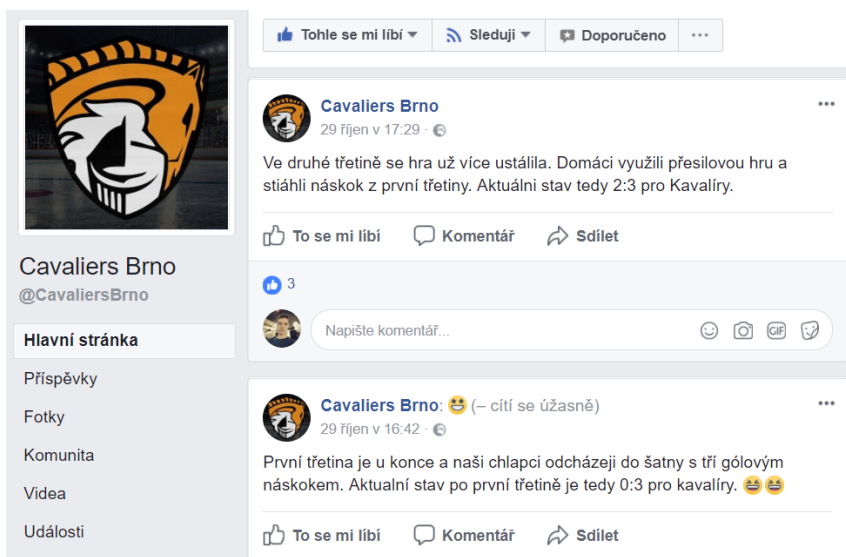 Tohle se mi líbí
Sleduji
Doporučeno
Cavaliers Brno
29 říjen v 17:29 ·
Ve druhé třetině se hra už více ustálila. Domáci využili přesilovou hru a
stiáhli náskok z první třetiny. Aktuálni stav tedy 2:3 pro Kavalíry.
To se mi líbí
Komentář
Sdílet
3
Napište komentář...
GIF
Cavaliers Brno
@CavaliersBrno
Hlavní stránka
Příspěvky
Fotky
Komunita
Videa
Události
Cavaliers Brno: 😆 (– cítí se úžasně)
29 říjen v 16:42 ·
První třetina je u konce a naši chlapci odcházeji do šatny s tří gólovým
náskokem. Aktualní stav po první třetině je tedy 0:3 pro kavalíry. 😆 😆
To se mi líbí
Komentář
Sdílet